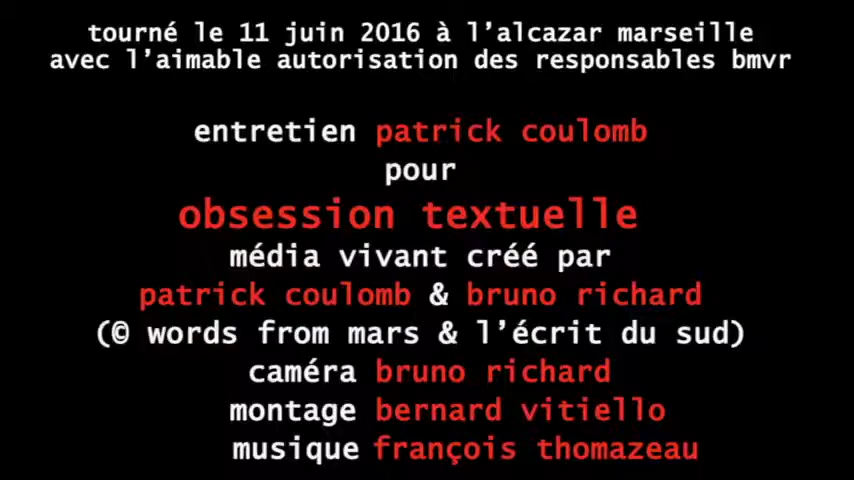 tourné le 11 juin 2016 à l’alcazar marseille
avec l’aimable autorisation des responsables bmvr
entretien patrick coulomb
pour
obsession textuelle
média vivant créé par
patrick coulomb & bruno richard
(© words from mars & l’écrit du sud)
caméra bruno richard
montage bernard vitiello
musique françois thomazeau